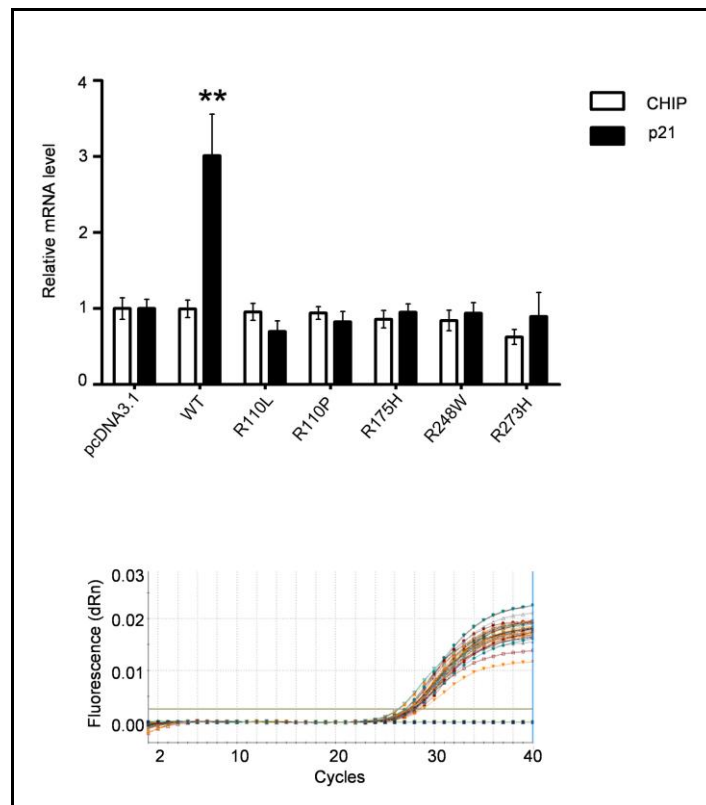 4
**
3
2
1
0
Relative mRNA level
CHIP
p21
pcDNA3.1
WT
R110L
R110P
R175H
R248W
R273H
0.03
0.02
0.01
0.00
Fluorescence (dRn)
2 10 20 30 40
Cycles